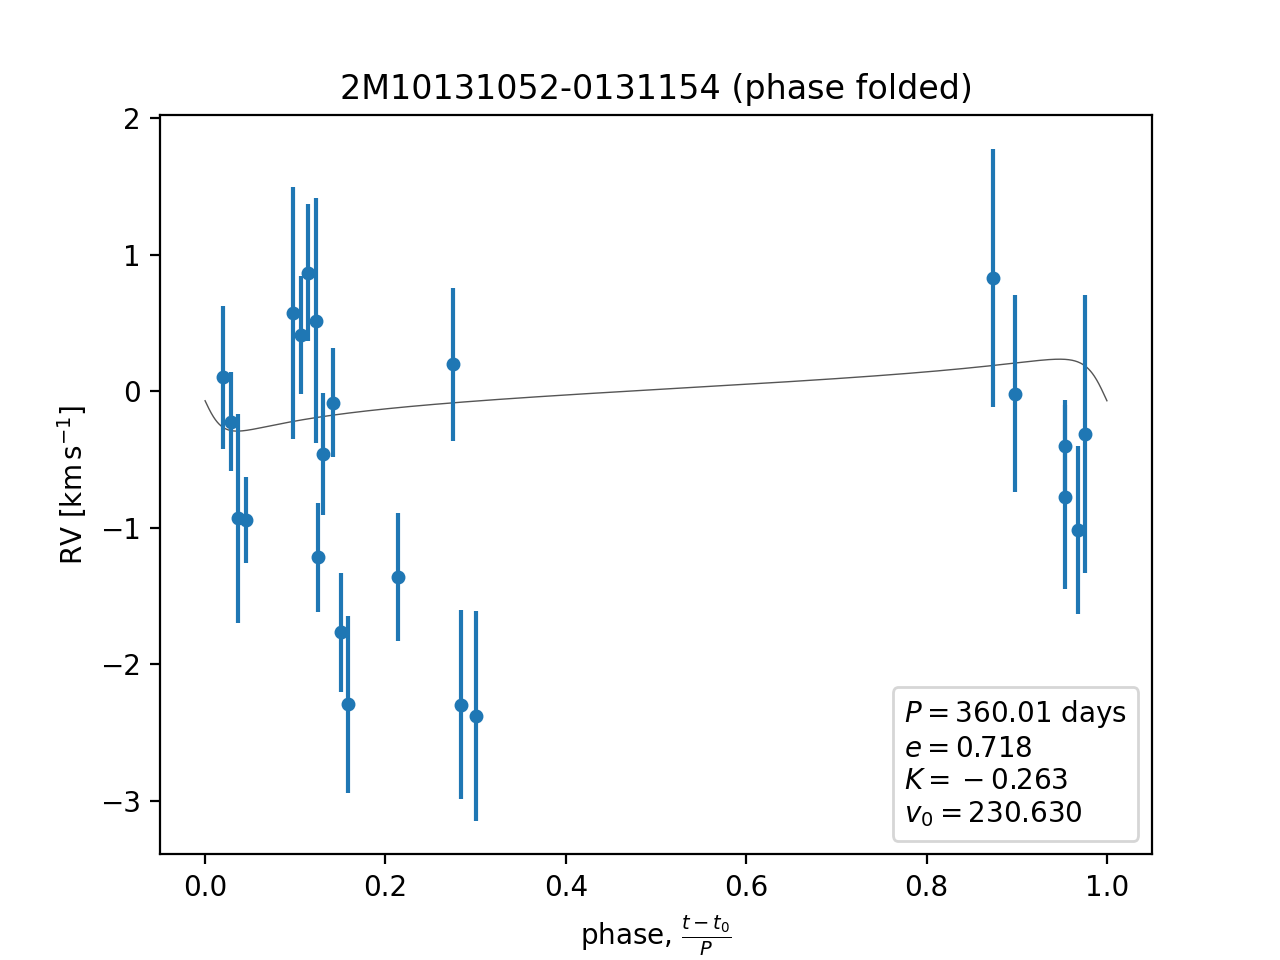 2M10131052-0131154 (phase folded)
RV [km s⁻¹]
2
1
0
−1
−2
−3
P = 360.01 days
e = 0.718
K = −0.263
v₀ = 230.630
0.0 0.2 0.4 0.6 0.8 1.0
phase, (t − t₀)/P